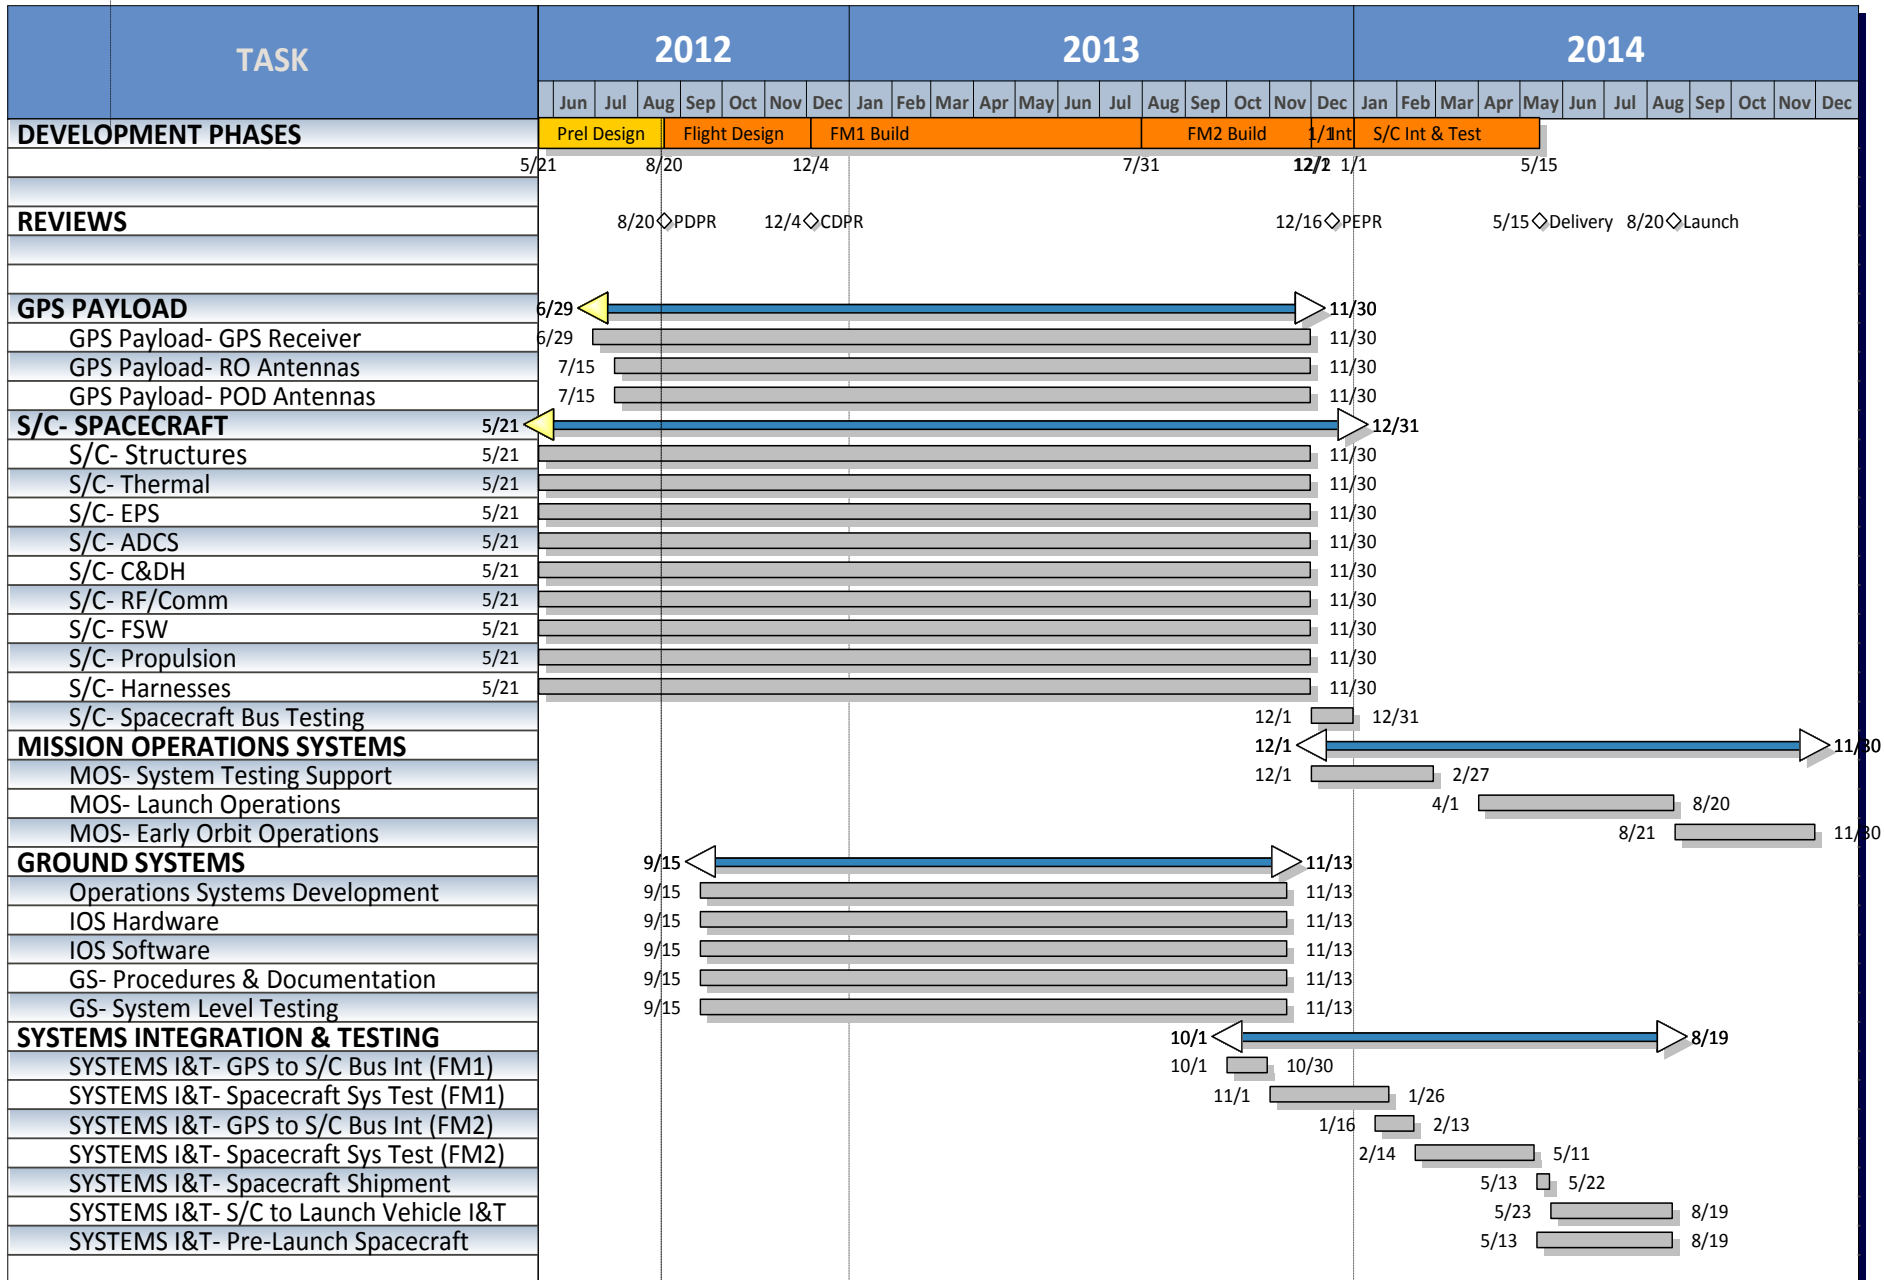 TASK 2012 2013 2014
Jun Jul Aug Sep Oct Nov Dec Jan Feb Mar Apr May Jun Jul Aug Sep Oct Nov Dec Jan Feb Mar Apr May Jun Jul Aug Sep Oct Nov Dec
DEVELOPMENT PHASES Prel Design Flight Design FM1 Build FM2 Build Int S/C Int & Test
5/21 8/20 12/4 7/31 1/1 5/15
REVIEWS 8/20 PDPR 12/4 CDPR 12/16 PEPR 5/15 Delivery 8/20 Launch
GPS PAYLOAD 6/29 11/30
GPS Payload- GPS Receiver 6/29 11/30
GPS Payload- RO Antennas 7/15 11/30
GPS Payload- POD Antennas 7/15 11/30
S/C- SPACECRAFT 5/21 12/31
S/C- Structures 5/21 11/30
S/C- Thermal 5/21 11/30
S/C- EPS 5/21 11/30
S/C- ADCS 5/21 11/30
S/C- C&DH 5/21 11/30
S/C- RF/Comm 5/21 11/30
S/C- FSW 5/21 11/30
S/C- Propulsion 5/21 11/30
S/C- Harnesses 5/21 11/30
S/C- Spacecraft Bus Testing 12/1 12/31
MISSION OPERATIONS SYSTEMS 12/1 11/30
MOS- System Testing Support 12/1 2/27
MOS- Launch Operations 4/1 8/20
MOS- Early Orbit Operations 8/21 11/30
GROUND SYSTEMS 9/15 11/13
Operations Systems Development 9/15 11/13
IOS Hardware 9/15 11/13
IOS Software 9/15 11/13
GS- Procedures & Documentation 9/15 11/13
GS- System Level Testing 9/15 11/13
SYSTEMS INTEGRATION & TESTING 10/1 8/19
SYSTEMS I&T- GPS to S/C Bus Int (FM1) 10/1 10/30
SYSTEMS I&T- Spacecraft Sys Test (FM1) 11/1 1/26
SYSTEMS I&T- GPS to S/C Bus Int (FM2) 1/16 2/13
SYSTEMS I&T- Spacecraft Sys Test (FM2) 2/14 5/11
SYSTEMS I&T- Spacecraft Shipment 5/13 5/22
SYSTEMS I&T- S/C to Launch Vehicle I&T 5/23 8/19
SYSTEMS I&T- Pre-Launch Spacecraft 5/13 8/19